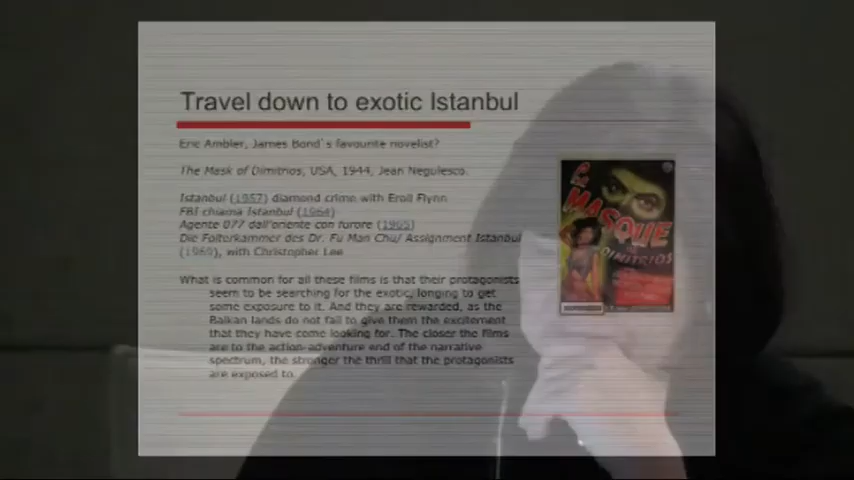 Travel down to exotic Istanbul
Eric Ambler, James Bond`s favourite novelist?
The Mask of Dimitrios, USA, 1944, Jean Negulesco.
Istanbul (1957) diamond crime with Eroll Flynn
FBI chiama Istanbul (1964)
Agente 077 dall'oriente con furore (1965)
Die Folterkammer des Dr. Fu Man Chu/ Assignment Istanbul
(1969), with Christopher Lee
What is common for all these films is that their protagonists
seem to be searching for the exotic, longing to get
some exposure to it. And they are rewarded, as the
Balkan lands do not fail to give them the excitement
that they have come looking for. The closer the films
are to the action-adventure end of the narrative
spectrum, the stronger the thrill that the protagonists
are exposed to.
Le
MASQUE
DIMITRIOS